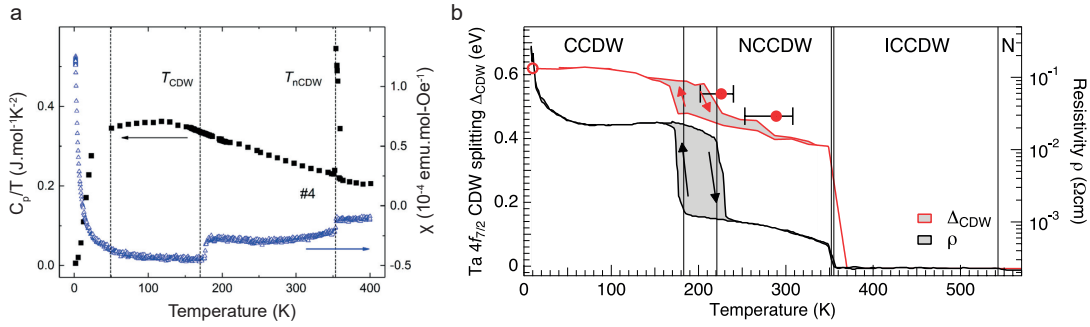 a
T_CDW
T_nCDW
#4
C_p/T (J.mol⁻¹K⁻²)
0.4
0.2
0.0
χ (10⁻⁴ emu.mol-Oe⁻¹)
1.0
0.5
0.0
-0.5
0 100 200 300 400
Temperature (K)
b
CCDW NCCDW ICCDW N
Ta 4f₇/₂ CDW splitting Δ_CDW (eV)
0.6
0.4
0.2
0
Resistivity ρ (Ωcm)
10⁻¹
10⁻²
10⁻³
Δ_CDW
ρ
0 100 200 300 400 500
Temperature (K)